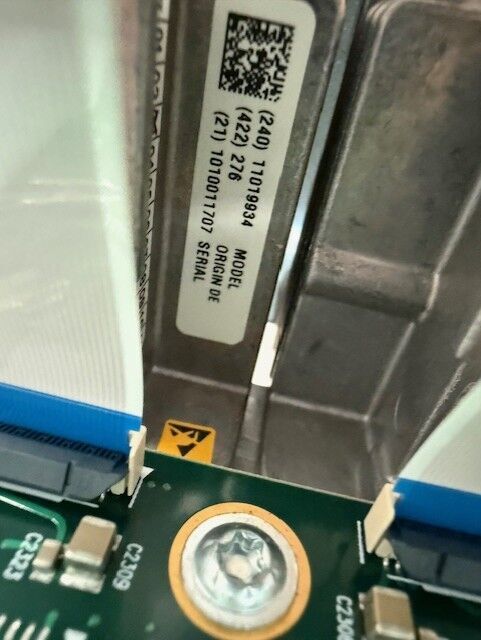 (240) 11019934 MODEL
(422) 276 ORIGIN DE
(21) 1010011707 SERIAL
C2323
C2309